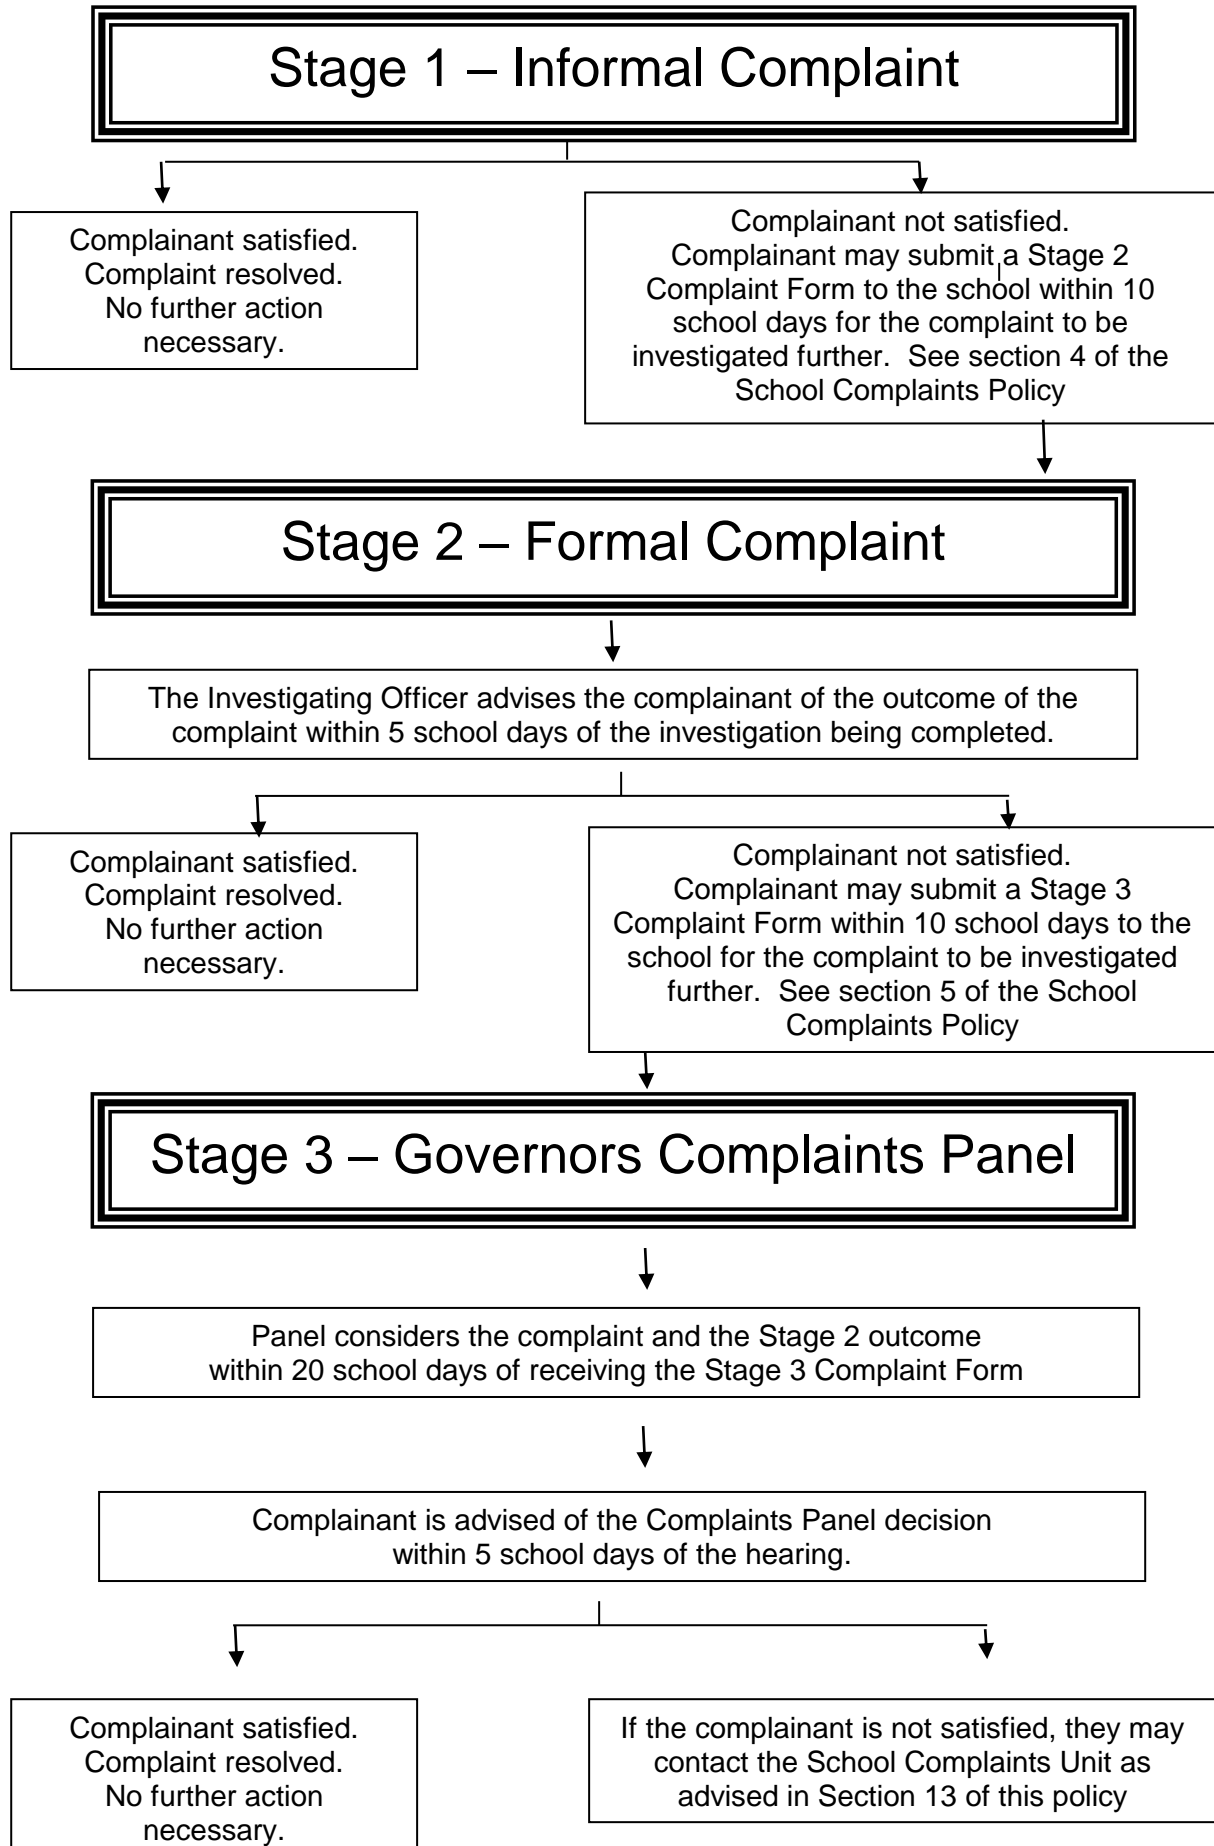 Stage 1 – Informal Complaint
Complainant satisfied.
Complaint resolved.
No further action
necessary.
Complainant not satisfied.
Complainant may submit a Stage 2
Complaint Form to the school within 10
school days for the complaint to be
investigated further.  See section 4 of the
School Complaints Policy
Stage 2 – Formal Complaint
The Investigating Officer advises the complainant of the outcome of the
complaint within 5 school days of the investigation being completed.
Complainant satisfied.
Complaint resolved.
No further action
necessary.
Complainant not satisfied.
Complainant may submit a Stage 3
Complaint Form within 10 school days to the
school for the complaint to be investigated
further.  See section 5 of the School
Complaints Policy
Stage 3 – Governors Complaints Panel
Panel considers the complaint and the Stage 2 outcome
within 20 school days of receiving the Stage 3 Complaint Form
Complainant is advised of the Complaints Panel decision
within 5 school days of the hearing.
Complainant satisfied.
Complaint resolved.
No further action
necessary.
If the complainant is not satisfied, they may
contact the School Complaints Unit as
advised in Section 13 of this policy